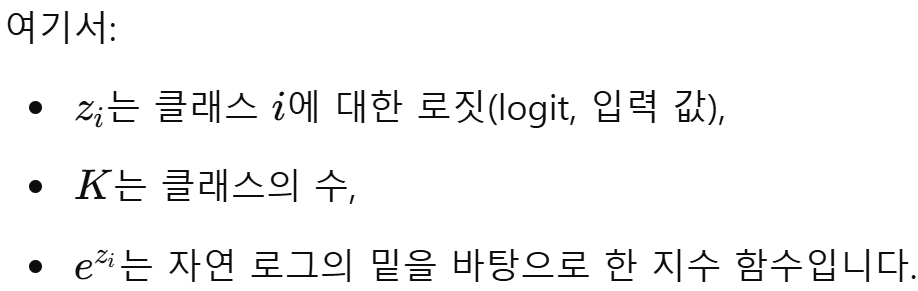 여기서:
• z_i는 클래스 i에 대한 로짓(logit, 입력 값),
• K는 클래스의 수,
• e^{z_i}는 자연 로그의 밑을 바탕으로 한 지수 함수입니다.